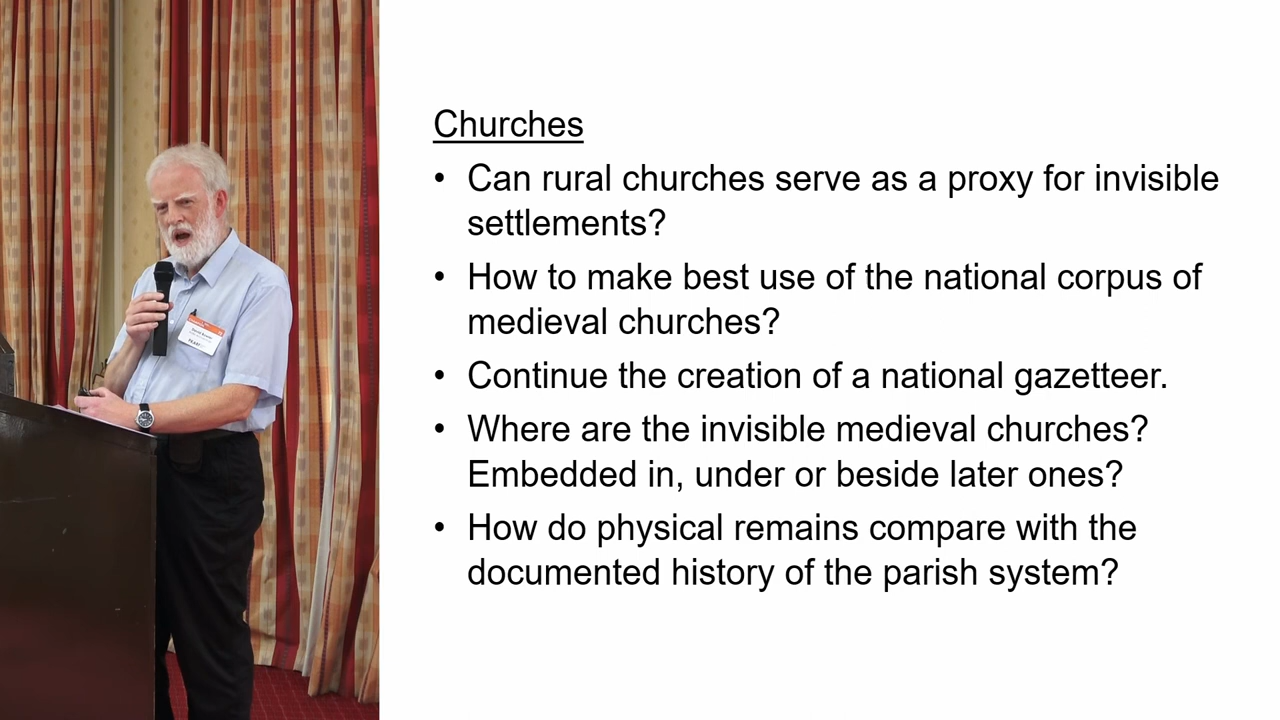 Churches
• Can rural churches serve as a proxy for invisible
settlements?
• How to make best use of the national corpus of
medieval churches?
• Continue the creation of a national gazetteer.
• Where are the invisible medieval churches?
Embedded in, under or beside later ones?
• How do physical remains compare with the
documented history of the parish system?